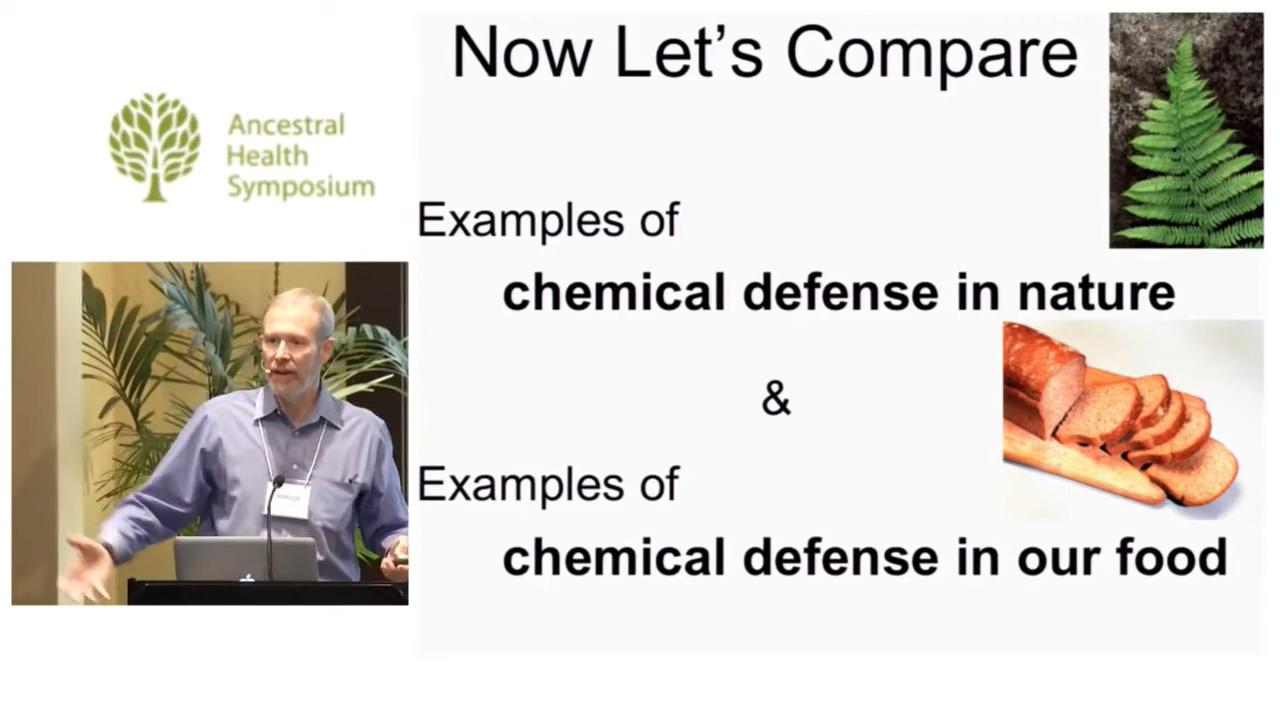 Now Let's Compare
Ancestral
Health
Symposium
Examples of
chemical defense in nature
&
Examples of
chemical defense in our food